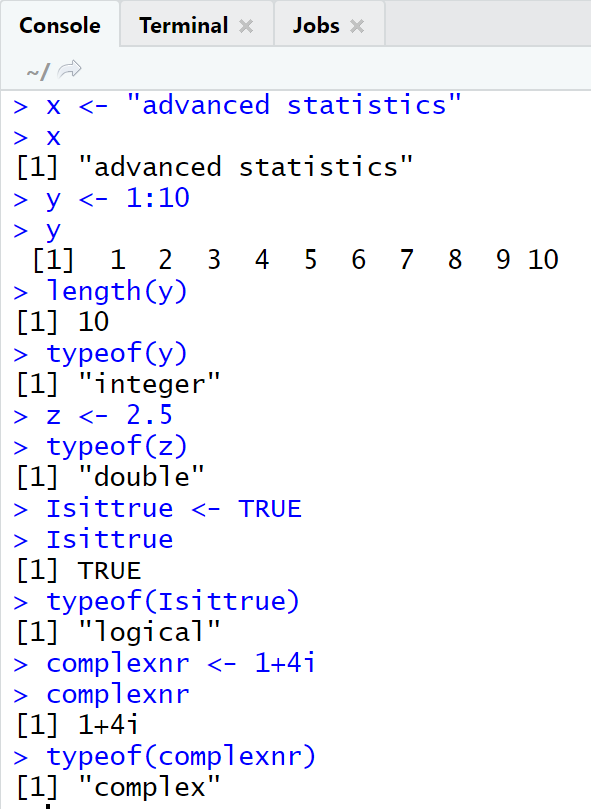 Console Terminal Jobs
~/
> x <- "advanced statistics"
> x
[1] "advanced statistics"
> y <- 1:10
> y
 [1]  1  2  3  4  5  6  7  8  9 10
> length(y)
[1] 10
> typeof(y)
[1] "integer"
> z <- 2.5
> typeof(z)
[1] "double"
> Isittrue <- TRUE
> Isittrue
[1] TRUE
> typeof(Isittrue)
[1] "logical"
> complexnr <- 1+4i
> complexnr
[1] 1+4i
> typeof(complexnr)
[1] "complex"